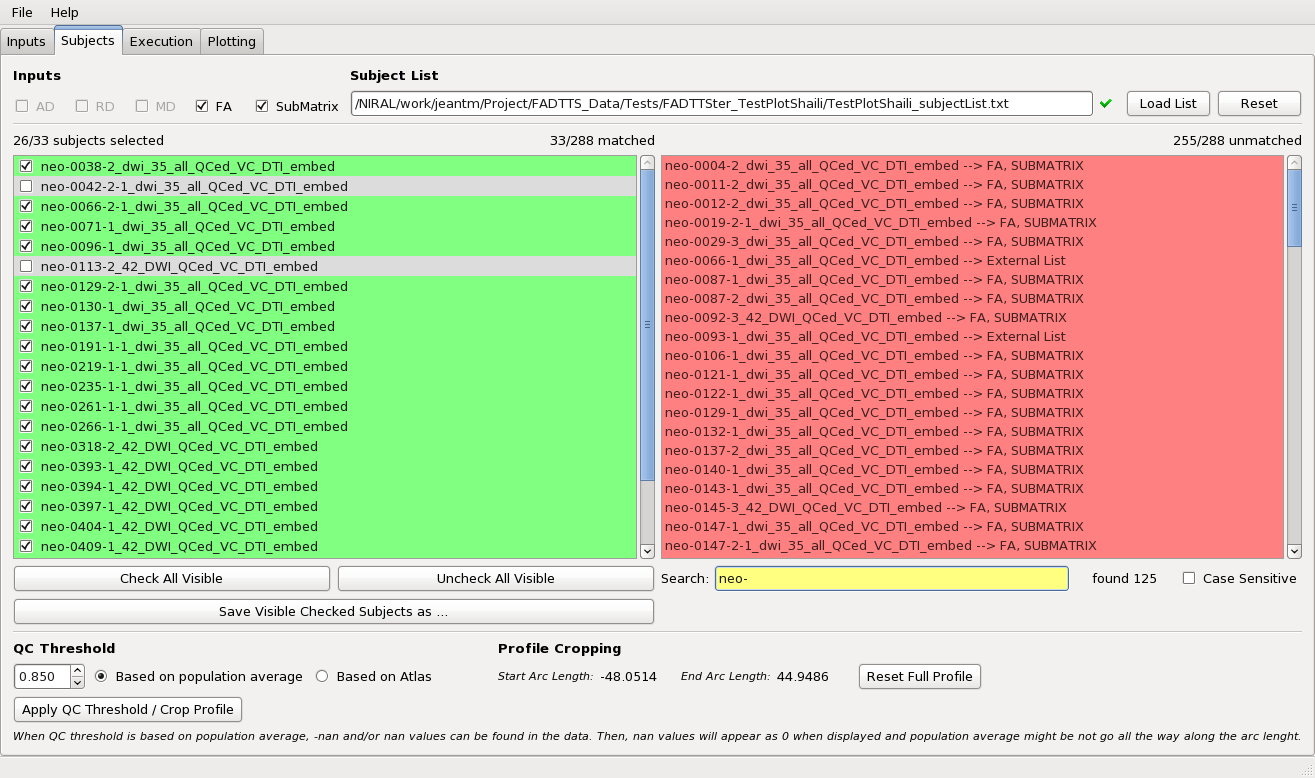 File Help
Inputs Subjects Execution Plotting
Inputs Subject List
AD RD MD FA SubMatrix /NIRAL/work/jeantm/Project/FADTTS_Data/Tests/FADTTSter_TestPlotShaili/TestPlotShaili_subjectList.txt Load List Reset
26/33 subjects selected 33/288 matched 255/288 unmatched
neo-0038-2_dwi_35_all_QCed_VC_DTI_embed
neo-0042-2-1_dwi_35_all_QCed_VC_DTI_embed
neo-0066-2-1_dwi_35_all_QCed_VC_DTI_embed
neo-0071-1_dwi_35_all_QCed_VC_DTI_embed
neo-0096-1_dwi_35_all_QCed_VC_DTI_embed
neo-0113-2_42_DWI_QCed_VC_DTI_embed
neo-0129-2-1_dwi_35_all_QCed_VC_DTI_embed
neo-0130-1_dwi_35_all_QCed_VC_DTI_embed
neo-0137-1_dwi_35_all_QCed_VC_DTI_embed
neo-0191-1-1_dwi_35_all_QCed_VC_DTI_embed
neo-0219-1-1_dwi_35_all_QCed_VC_DTI_embed
neo-0235-1-1_dwi_35_all_QCed_VC_DTI_embed
neo-0261-1-1_dwi_35_all_QCed_VC_DTI_embed
neo-0266-1-1_dwi_35_all_QCed_VC_DTI_embed
neo-0318-2_42_DWI_QCed_VC_DTI_embed
neo-0393-1_42_DWI_QCed_VC_DTI_embed
neo-0394-1_42_DWI_QCed_VC_DTI_embed
neo-0397-1_42_DWI_QCed_VC_DTI_embed
neo-0404-1_42_DWI_QCed_VC_DTI_embed
neo-0409-1_42_DWI_QCed_VC_DTI_embed
neo-0004-2_dwi_35_all_QCed_VC_DTI_embed --> FA, SUBMATRIX
neo-0011-2_dwi_35_all_QCed_VC_DTI_embed --> FA, SUBMATRIX
neo-0012-2_dwi_35_all_QCed_VC_DTI_embed --> FA, SUBMATRIX
neo-0019-2-1_dwi_35_all_QCed_VC_DTI_embed --> FA, SUBMATRIX
neo-0029-3_dwi_35_all_QCed_VC_DTI_embed --> FA, SUBMATRIX
neo-0066-1_dwi_35_all_QCed_VC_DTI_embed --> External List
neo-0087-1_dwi_35_all_QCed_VC_DTI_embed --> FA, SUBMATRIX
neo-0087-2_dwi_35_all_QCed_VC_DTI_embed --> FA, SUBMATRIX
neo-0092-3_42_DWI_QCed_VC_DTI_embed --> FA, SUBMATRIX
neo-0093-1_dwi_35_all_QCed_VC_DTI_embed --> External List
neo-0106-1_dwi_35_all_QCed_VC_DTI_embed --> FA, SUBMATRIX
neo-0121-1_dwi_35_all_QCed_VC_DTI_embed --> FA, SUBMATRIX
neo-0122-1_dwi_35_all_QCed_VC_DTI_embed --> FA, SUBMATRIX
neo-0129-1_dwi_35_all_QCed_VC_DTI_embed --> FA, SUBMATRIX
neo-0132-1_dwi_35_all_QCed_VC_DTI_embed --> FA, SUBMATRIX
neo-0137-2_dwi_35_all_QCed_VC_DTI_embed --> FA, SUBMATRIX
neo-0140-1_dwi_35_all_QCed_VC_DTI_embed --> FA, SUBMATRIX
neo-0143-1_dwi_35_all_QCed_VC_DTI_embed --> FA, SUBMATRIX
neo-0145-3_42_DWI_QCed_VC_DTI_embed --> FA, SUBMATRIX
neo-0147-1_dwi_35_all_QCed_VC_DTI_embed --> FA, SUBMATRIX
neo-0147-2-1_dwi_35_all_QCed_VC_DTI_embed --> FA, SUBMATRIX
Check All Visible Uncheck All Visible Search: neo- found 125 Case Sensitive
Save Visible Checked Subjects as ...
QC Threshold Profile Cropping
0.850 Based on population average Based on Atlas Start Arc Length: -48.0514 End Arc Length: 44.9486 Reset Full Profile
Apply QC Threshold / Crop Profile
When QC threshold is based on population average, -nan and/or nan values can be found in the data. Then, nan values will appear as 0 when displayed and population average might be not go all the way along the arc lenght.